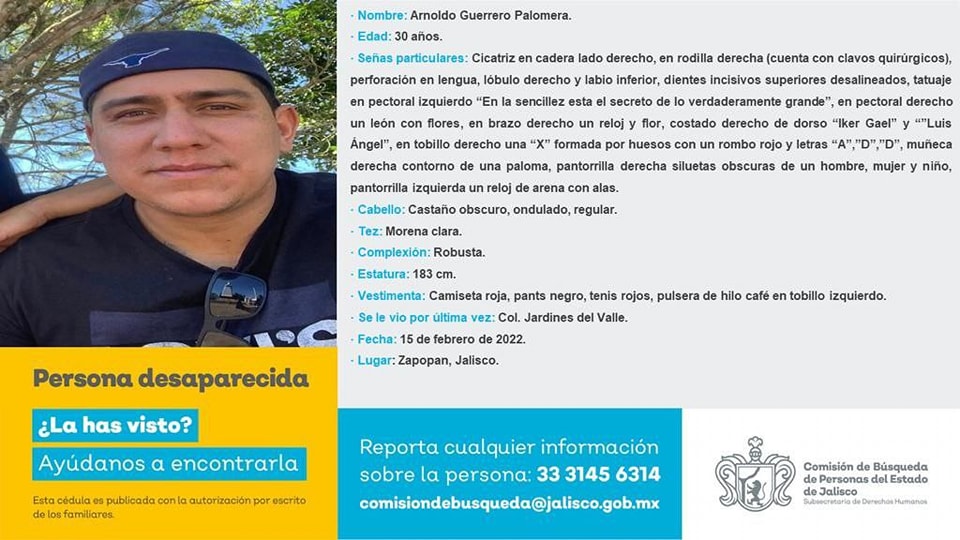 · Nombre: Arnoldo Guerrero Palomera.
· Edad: 30 años.
· Señas particulares: Cicatriz en cadera lado derecho, en rodilla derecha (cuenta con clavos quirúrgicos),
perforación en lengua, lóbulo derecho y labio inferior, dientes incisivos superiores desalineados, tatuaje
en pectoral izquierdo “En la sencillez esta el secreto de lo verdaderamente grande”, en pectoral derecho
un león con flores, en brazo derecho un reloj y flor, costado derecho de dorso “Iker Gael” y “”Luis
Ángel”, en tobillo derecho una “X” formada por huesos con un rombo rojo y letras “A”,”D”,”D”, muñeca
derecha contorno de una paloma, pantorrilla derecha siluetas obscuras de un hombre, mujer y niño,
pantorrilla izquierda un reloj de arena con alas.
· Cabello: Castaño obscuro, ondulado, regular.
· Tez: Morena clara.
· Complexión: Robusta.
· Estatura: 183 cm.
· Vestimenta: Camiseta roja, pants negro, tenis rojos, pulsera de hilo café en tobillo izquierdo.
· Se le vio por última vez: Col. Jardines del Valle.
· Fecha: 15 de febrero de 2022.
· Lugar: Zapopan, Jalisco.
Persona desaparecida
¿La has visto?
Ayúdanos a encontrarla
Esta cédula es publicada con la autorización por escrito
de los familiares.
Reporta cualquier información
sobre la persona: 33 3145 6314
comisiondebusqueda@jalisco.gob.mx
Comisión de Búsqueda
de Personas del Estado
de Jalisco
Subsecretaría de Derechos Humanos